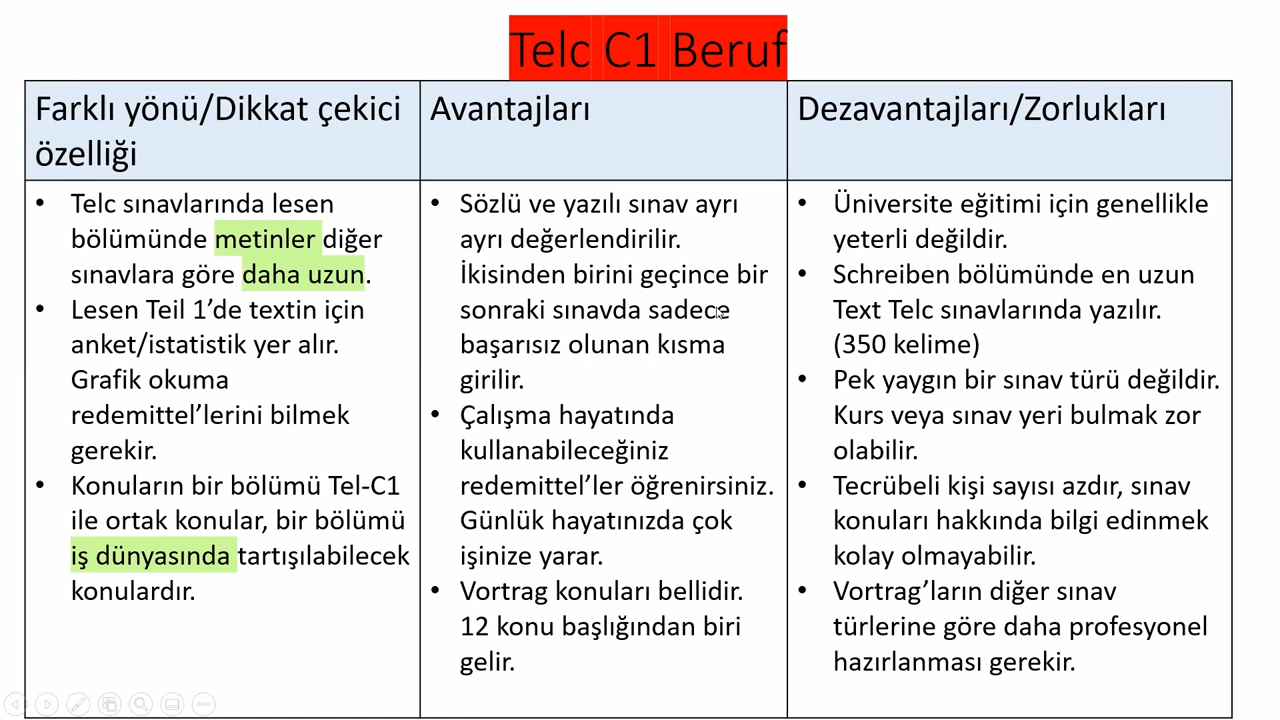 Telc C1 Beruf
Farklı yönü/Dikkat çekici
özelliği
Avantajları
Dezavantajları/Zorlukları
• Telc sınavlarında lesen
bölümünde metinler diğer
sınavlara göre daha uzun.
• Lesen Teil 1’de textin için
anket/istatistik yer alır.
Grafik okuma
redemittel’lerini bilmek
gerekir.
• Konuların bir bölümü Tel-C1
ile ortak konular, bir bölümü
iş dünyasında tartışılabilecek
konulardır.
• Sözlü ve yazılı sınav ayrı
ayrı değerlendirilir.
İkisinden birini geçince bir
sonraki sınavda sadece
başarısız olunan kısma
girilir.
• Çalışma hayatında
kullanabileceğiniz
redemittel’ler öğrenirsiniz.
Günlük hayatınızda çok
işinize yarar.
• Vortrag konuları bellidir.
12 konu başlığından biri
gelir.
• Üniversite eğitimi için genellikle
yeterli değildir.
• Schreiben bölümünde en uzun
Text Telc sınavlarında yazılır.
(350 kelime)
• Pek yaygın bir sınav türü değildir.
Kurs veya sınav yeri bulmak zor
olabilir.
• Tecrübeli kişi sayısı azdır, sınav
konuları hakkında bilgi edinmek
kolay olmayabilir.
• Vortrag’ların diğer sınav
türlerine göre daha profesyonel
hazırlanması gerekir.